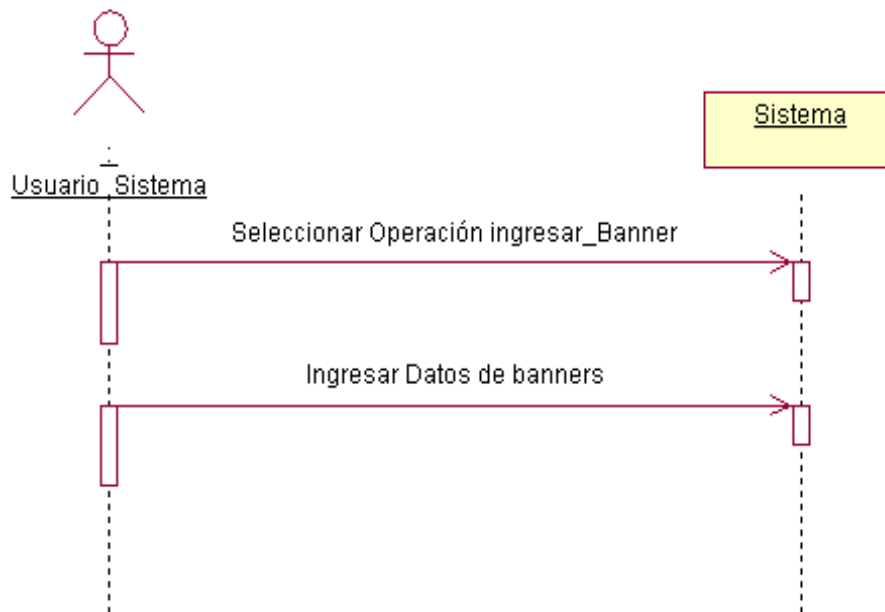 Sistema
Usuario_Sistema
Seleccionar Operación ingresar_Banner
Ingresar Datos de banners